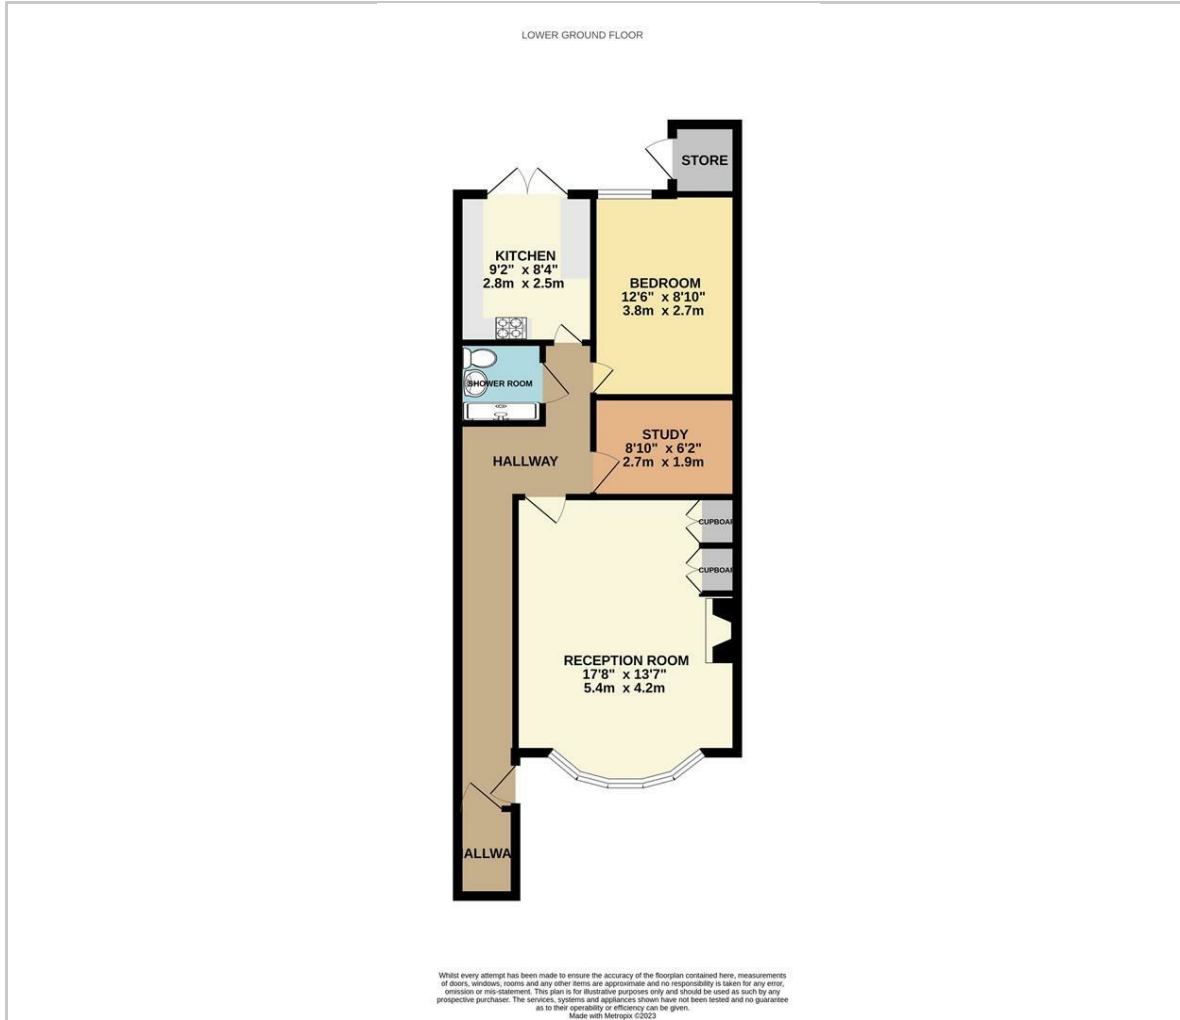 LOWER GROUND FLOOR
STORE
KITCHEN
9'2" x 8'4"
2.8m x 2.5m
BEDROOM
12'6" x 8'10"
3.8m x 2.7m
SHOWER ROOM
STUDY
8'10" x 6'2"
2.7m x 1.9m
HALLWAY
CUPBOAR
CUPBOAR
RECEPTION ROOM
17'8" x 13'7"
5.4m x 4.2m
ALLWA
Whilst every attempt has been made to ensure the accuracy of the floorplan contained here, measurements
of doors, windows, rooms and any other items are approximate and no responsibility is taken for any error,
omission or mis-statement. This plan is for illustrative purposes only and should be used as such by any
prospective purchaser. The services, systems and appliances shown have not been tested and no guarantee
as to their operability or efficiency can be given.
Made with Metropix ©2023